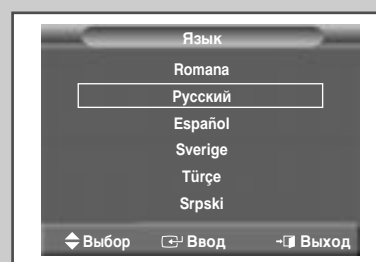 Язык
Romana
Русский
Español
Sverige
Türçe
Srpski
Выбор Ввод Выход